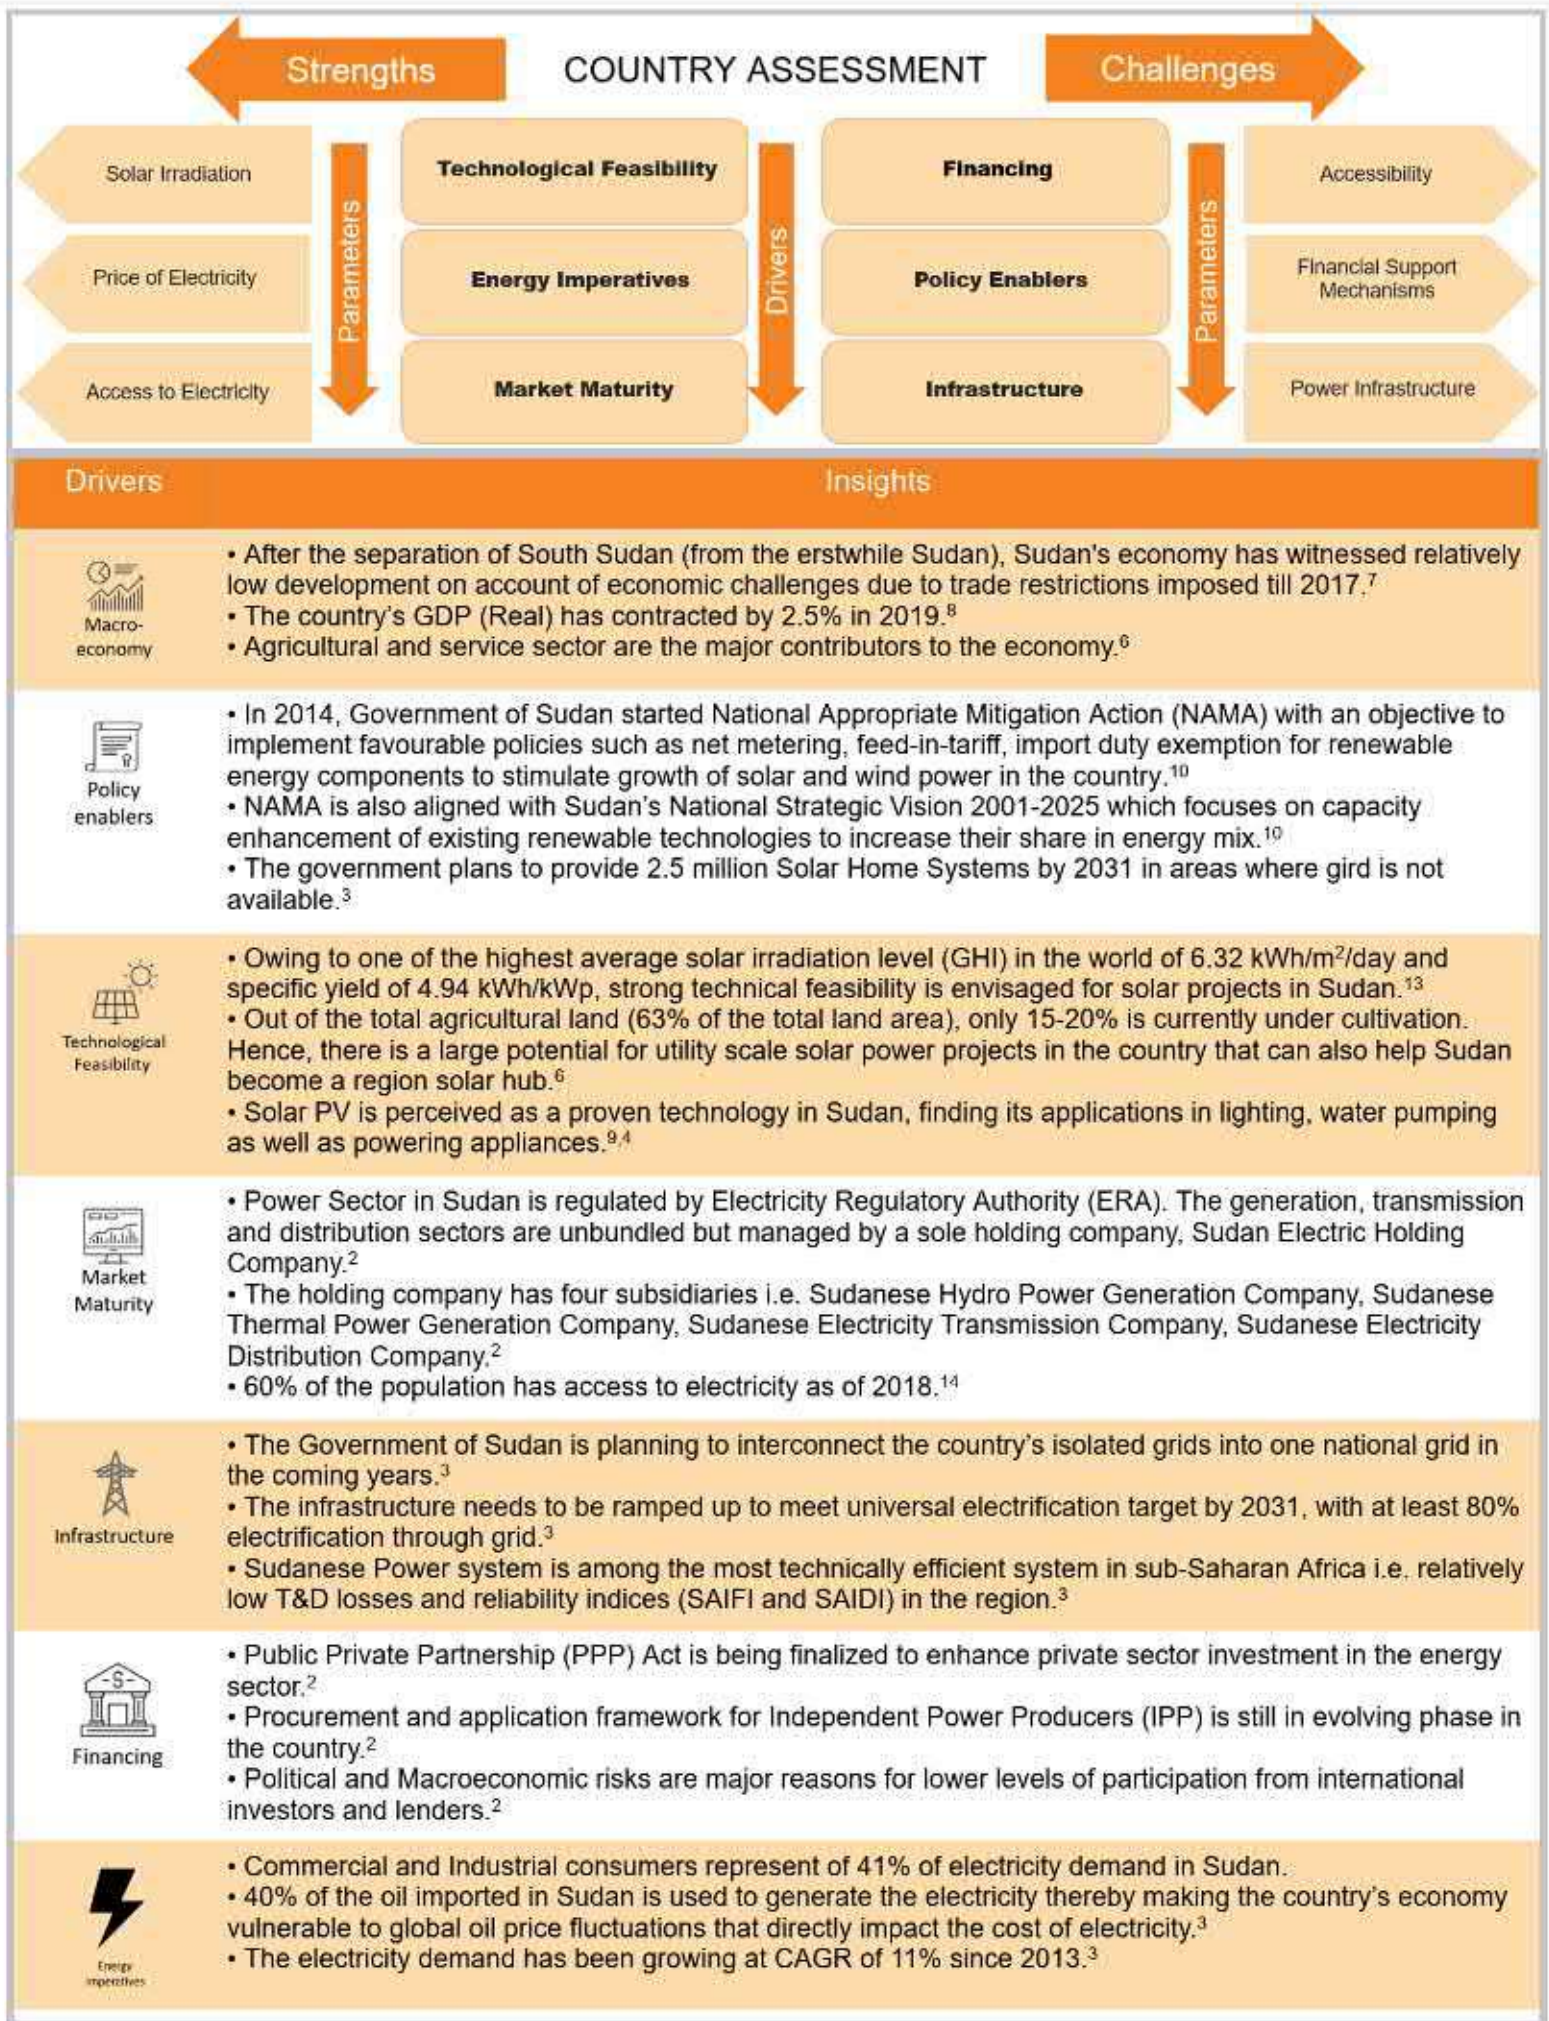 Strengths
COUNTRY ASSESSMENT
Challenges
Solar Irradiation
Parameters
Technological Feasibility
Drivers
Financing
Parameters
Accessibility
Price of Electricity
Energy Imperatives
Policy Enablers
Financial Support
Mechanisms
Access to Electricity
Market Maturity
Infrastructure
Power Infrastructure
Drivers
Insights
Macro-
economy
• After the separation of South Sudan (from the erstwhile Sudan), Sudan's economy has witnessed relatively
low development on account of economic challenges due to trade restrictions imposed till 2017.⁷
• The country's GDP (Real) has contracted by 2.5% in 2019.⁸
• Agricultural and service sector are the major contributors to the economy.⁶
Policy
enablers
• In 2014, Government of Sudan started National Appropriate Mitigation Action (NAMA) with an objective to
implement favourable policies such as net metering, feed-in-tariff, import duty exemption for renewable
energy components to stimulate growth of solar and wind power in the country.¹⁰
• NAMA is also aligned with Sudan's National Strategic Vision 2001-2025 which focuses on capacity
enhancement of existing renewable technologies to increase their share in energy mix.¹⁰
• The government plans to provide 2.5 million Solar Home Systems by 2031 in areas where gird is not
available.³
Technological
Feasibility
• Owing to one of the highest average solar irradiation level (GHI) in the world of 6.32 kWh/m²/day and
specific yield of 4.94 kWh/kWp, strong technical feasibility is envisaged for solar projects in Sudan.¹³
• Out of the total agricultural land (63% of the total land area), only 15-20% is currently under cultivation.
Hence, there is a large potential for utility scale solar power projects in the country that can also help Sudan
become a region solar hub.⁶
• Solar PV is perceived as a proven technology in Sudan, finding its applications in lighting, water pumping
as well as powering appliances.⁹,⁴
Market
Maturity
• Power Sector in Sudan is regulated by Electricity Regulatory Authority (ERA). The generation, transmission
and distribution sectors are unbundled but managed by a sole holding company, Sudan Electric Holding
Company.²
• The holding company has four subsidiaries i.e. Sudanese Hydro Power Generation Company, Sudanese
Thermal Power Generation Company, Sudanese Electricity Transmission Company, Sudanese Electricity
Distribution Company.²
• 60% of the population has access to electricity as of 2018.¹⁴
Infrastructure
• The Government of Sudan is planning to interconnect the country's isolated grids into one national grid in
the coming years.³
• The infrastructure needs to be ramped up to meet universal electrification target by 2031, with at least 80%
electrification through grid.³
• Sudanese Power system is among the most technically efficient system in sub-Saharan Africa i.e. relatively
low T&D losses and reliability indices (SAIFI and SAIDI) in the region.³
-$-
Financing
• Public Private Partnership (PPP) Act is being finalized to enhance private sector investment in the energy
sector.²
• Procurement and application framework for Independent Power Producers (IPP) is still in evolving phase in
the country.²
• Political and Macroeconomic risks are major reasons for lower levels of participation from international
investors and lenders.²
Energy
Imperatives
• Commercial and Industrial consumers represent of 41% of electricity demand in Sudan.
• 40% of the oil imported in Sudan is used to generate the electricity thereby making the country's economy
vulnerable to global oil price fluctuations that directly impact the cost of electricity.³
• The electricity demand has been growing at CAGR of 11% since 2013.³